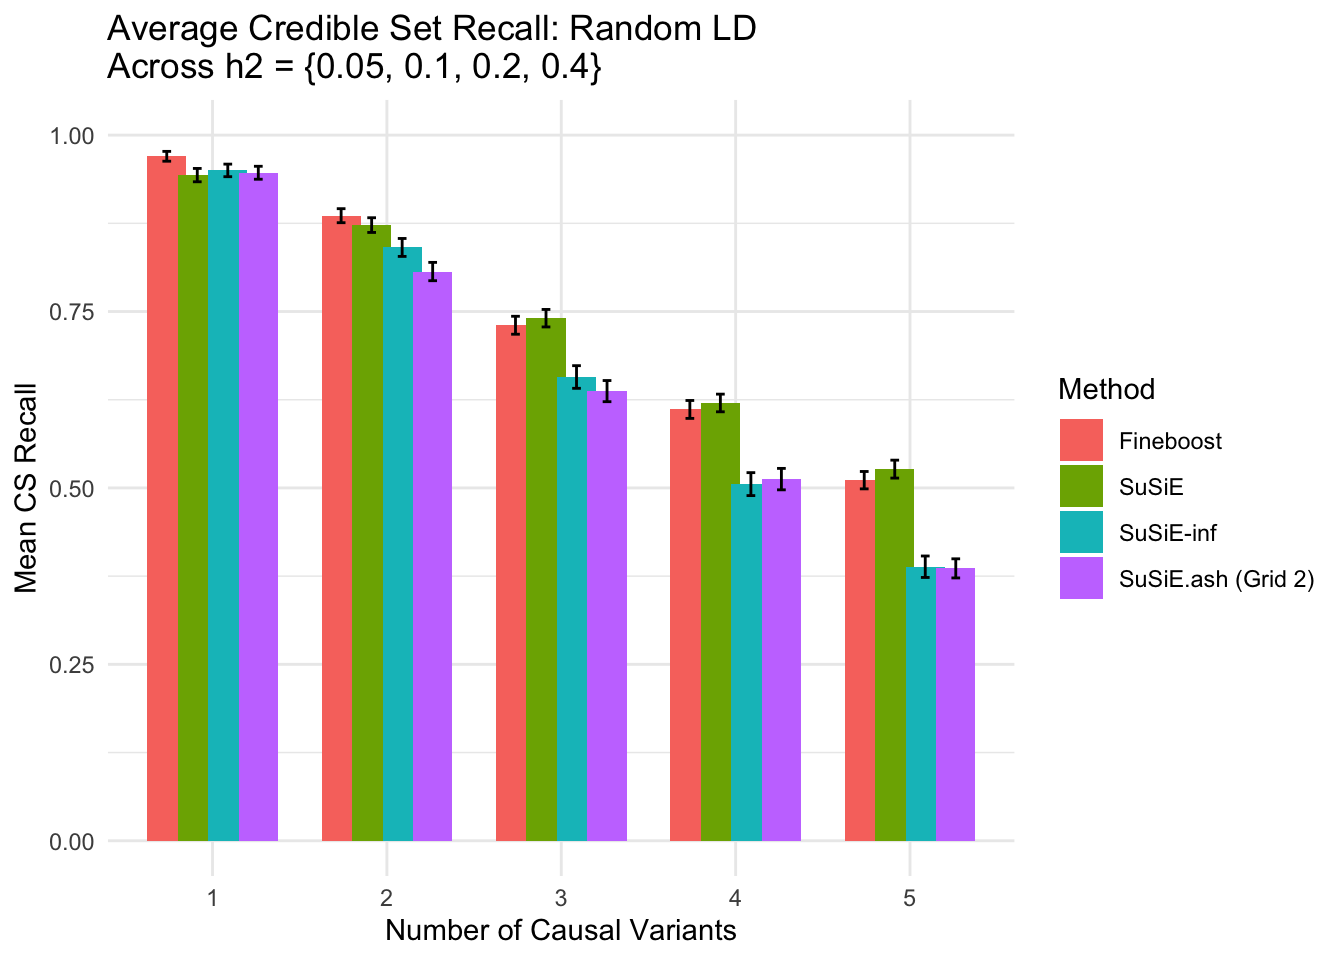 Average Credible Set Recall: Random LD
Across h2 = {0.05, 0.1, 0.2, 0.4}
Mean CS Recall
1.00
0.75
0.50
0.25
0.00
1 2 3 4 5
Number of Causal Variants
Method
Fineboost
SuSiE
SuSiE-inf
SuSiE.ash (Grid 2)